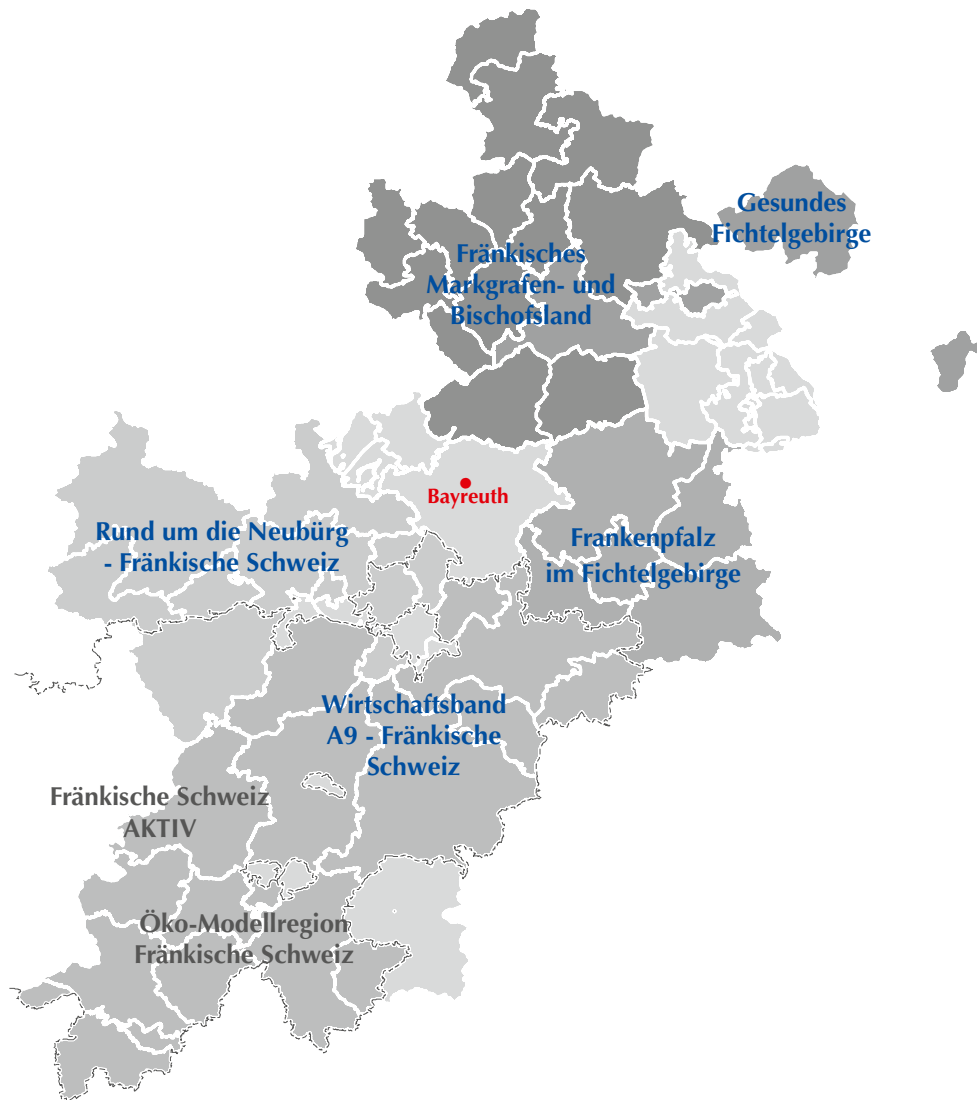 Gesundes
Fichtelgebirge
Fränkisches
Markgrafen- und
Bischofsland
Bayreuth
Rund um die Neubürg
- Fränkische Schweiz
Frankenpfalz
im Fichtelgebirge
Wirtschaftsband
A9 - Fränkische
Schweiz
Fränkische Schweiz
AKTIV
Öko-Modellregion
Fränkische Schweiz